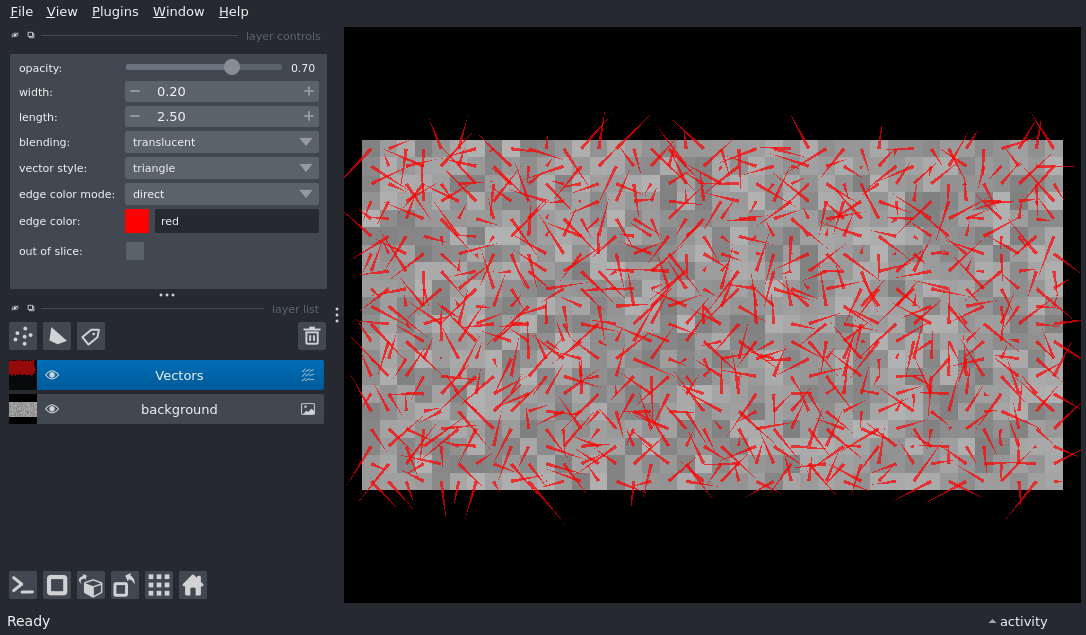 File View Plugins Window Help
layer controls
opacity: 0.70
width: − 0.20 +
length: − 2.50 +
blending: translucent
vector style: triangle
edge color mode: direct
edge color: red
out of slice:
layer list
Vectors
background
Ready
activity